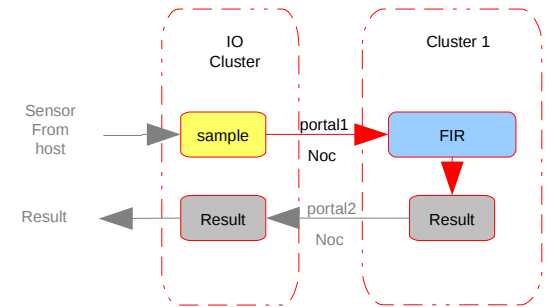 IO
Cluster
Cluster 1
Sensor
From
host
sample
portal1
Noc
FIR
Result
Result
portal2
Noc
Result